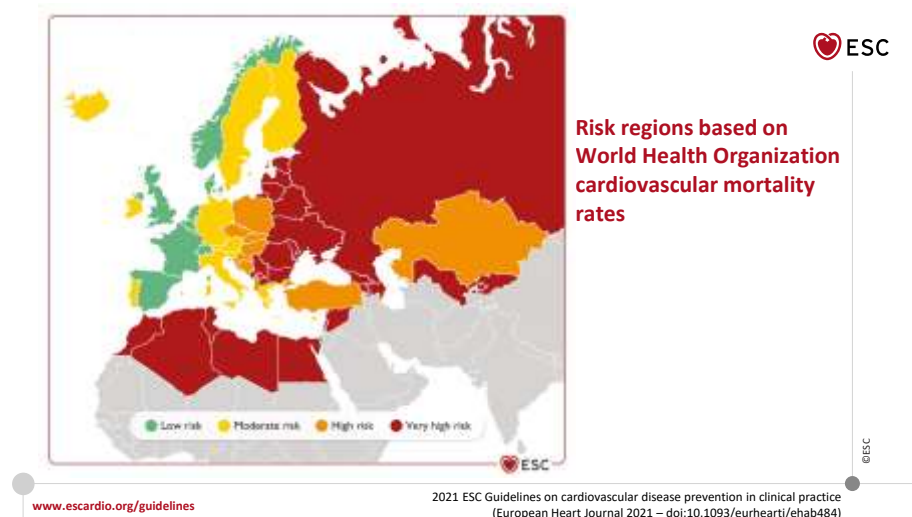 ESC
Risk regions based on
World Health Organization
cardiovascular mortality
rates
Low risk
Moderate risk
High risk
Very high risk
ESC
©ESC
www.escardio.org/guidelines
2021 ESC Guidelines on cardiovascular disease prevention in clinical practice
(European Heart Journal 2021 – doi:10.1093/eurheartj/ehab484)